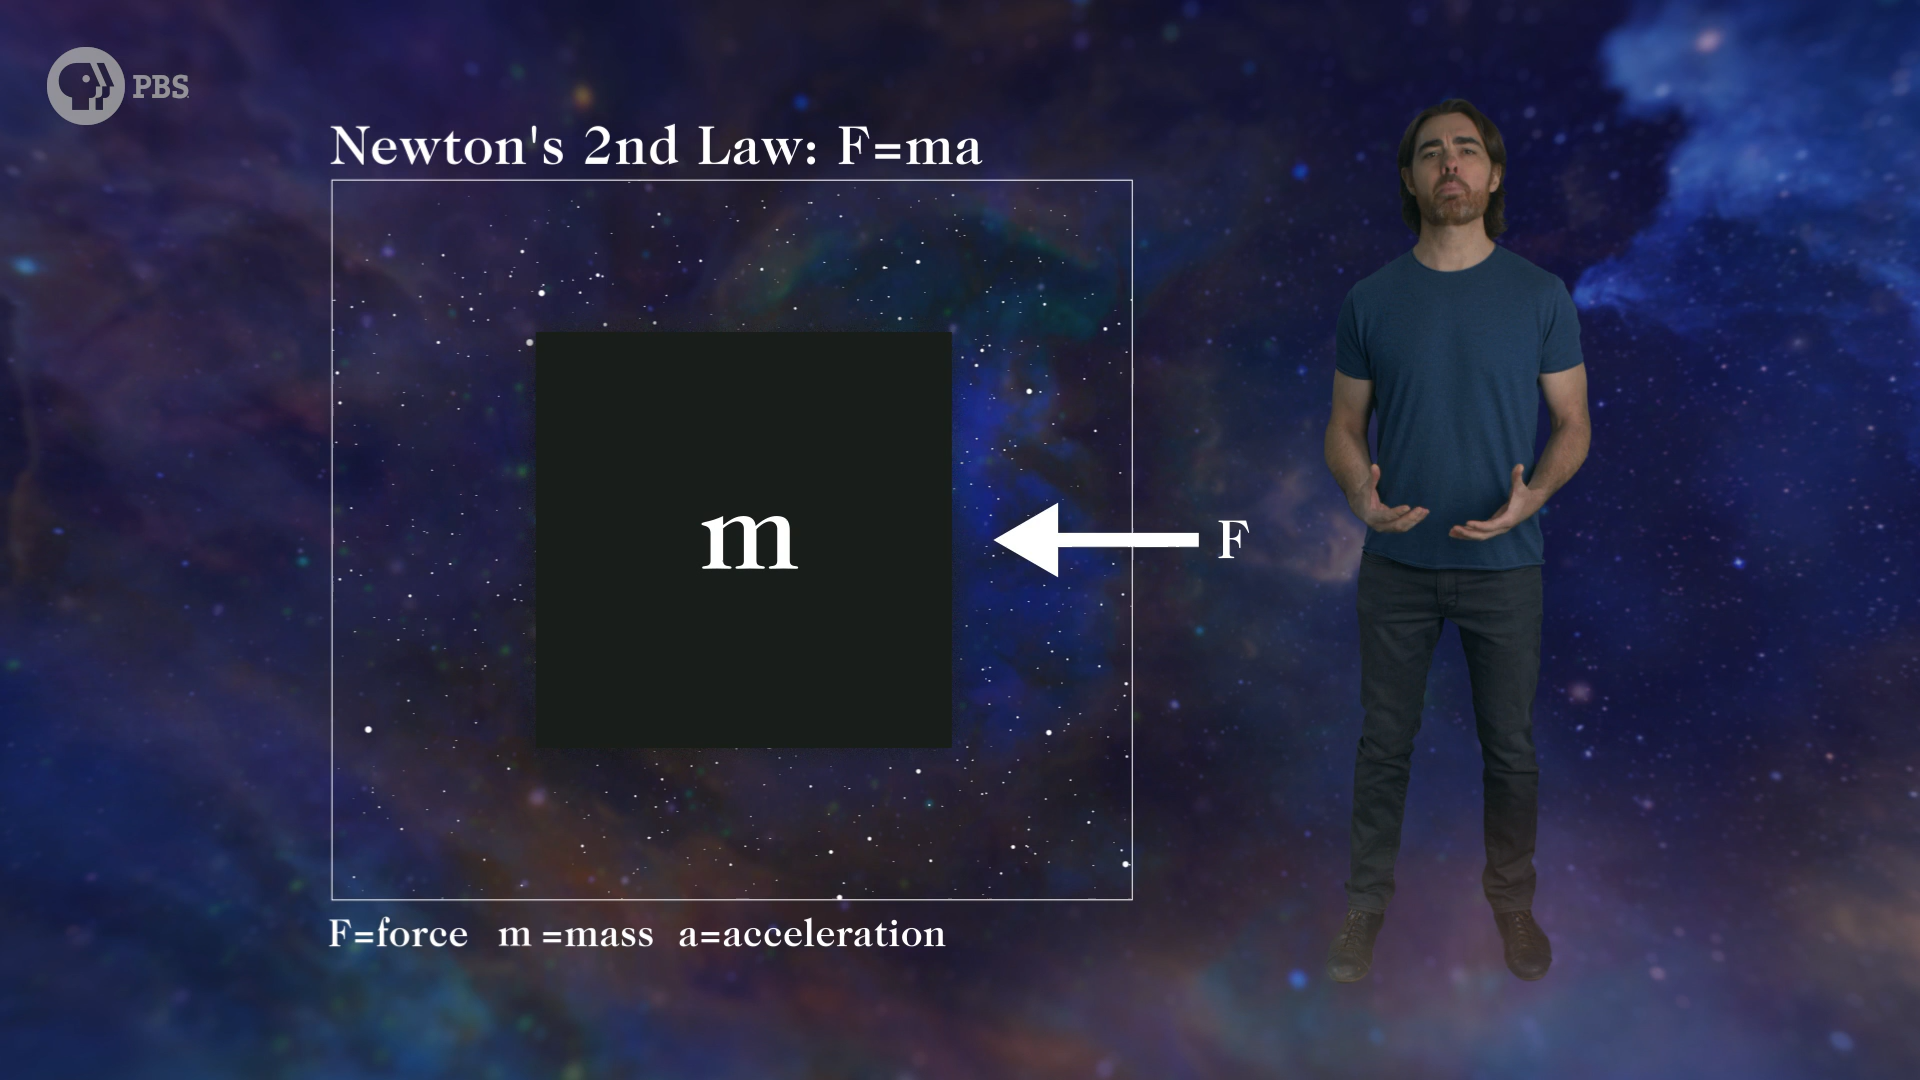 PBS
Newton's 2nd Law: F=ma
m
F
F=force m =mass a=acceleration